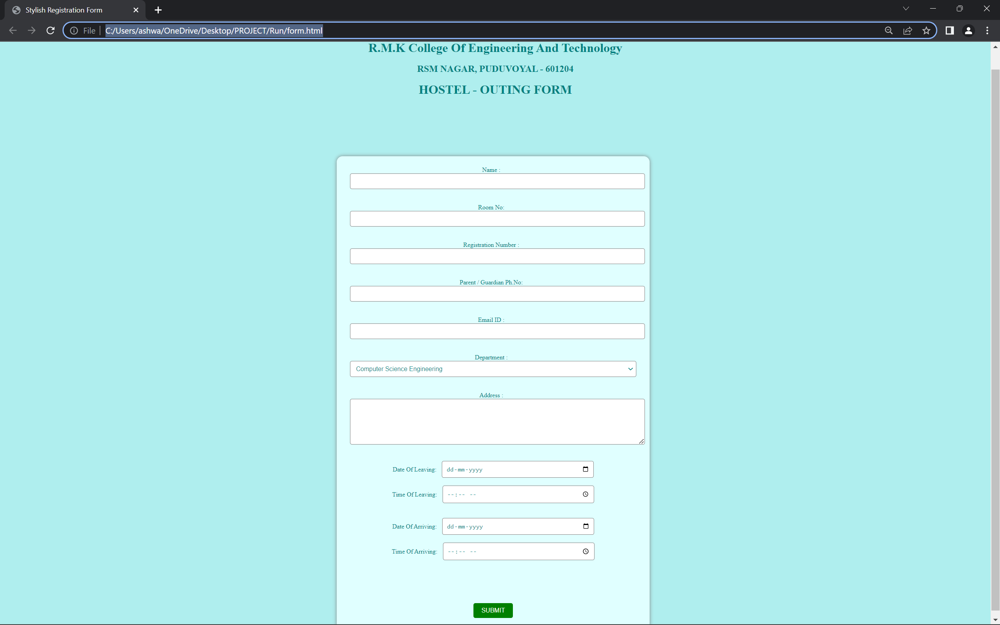 Stylish Registration Form
File C:/Users/ashwa/OneDrive/Desktop/PROJECT/Run/form.html
R.M.K College Of Engineering And Technology
RSM NAGAR, PUDUVOYAL - 601204
HOSTEL - OUTING FORM
Name :
Room No:
Registration Number :
Parent / Guardian Ph.No:
Email ID :
Department :
Computer Science Engineering
Address :
Date Of Leaving: dd-mm-yyyy
Time Of Leaving: --:-- --
Date Of Arriving: dd-mm-yyyy
Time Of Arriving: --:-- --
SUBMIT